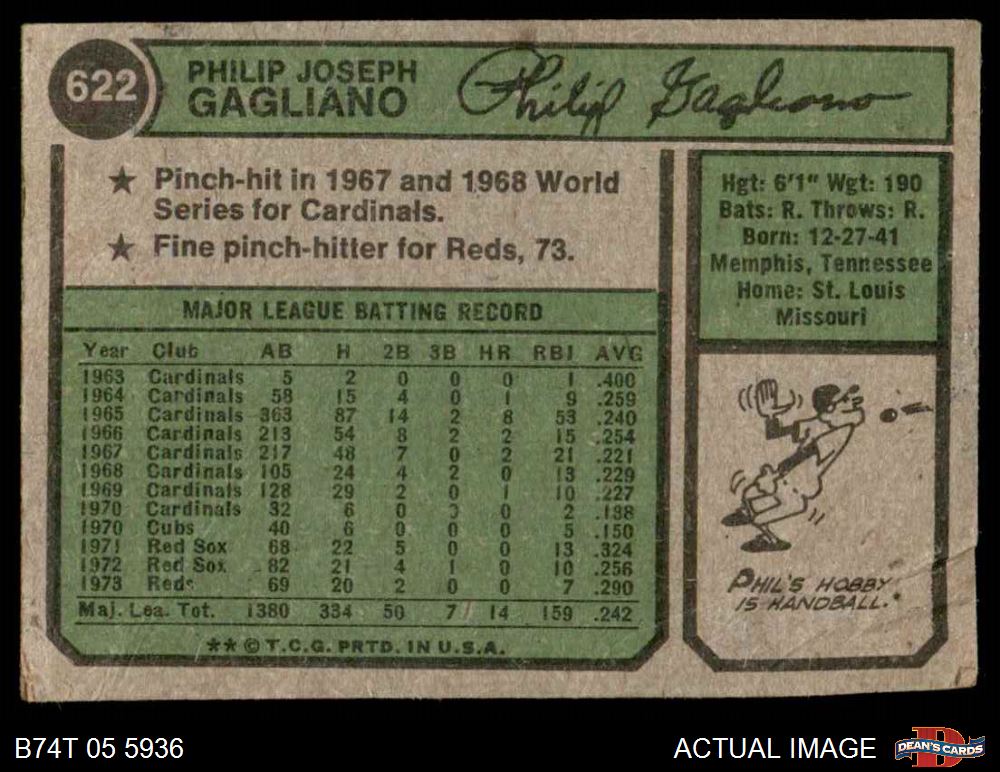 622
PHILIP JOSEPH
GAGLIANO
Philip Gagliano
★ Pinch-hit in 1967 and 1968 World
Series for Cardinals.
★ Fine pinch-hitter for Reds, 73.
Hgt: 6'1" Wgt: 190
Bats: R. Throws: R.
Born: 12-27-41
Memphis, Tennessee
Home: St. Louis
Missouri
MAJOR LEAGUE BATTING RECORD
Year Club AB H 2B 3B HR RBI AVG
1963 Cardinals 5 2 0 0 0 1 .400
1964 Cardinals 58 15 4 0 1 9 .259
1965 Cardinals 363 87 14 2 8 53 .240
1966 Cardinals 213 54 8 2 2 15 .254
1967 Cardinals 217 48 7 0 2 21 .221
1968 Cardinals 105 24 4 2 0 13 .229
1969 Cardinals 128 29 2 0 1 10 .227
1970 Cardinals 32 6 0 0 2 .188
1970 Cubs 40 6 0 0 0 5 .150
1971 Red Sox 68 22 5 0 0 13 .324
1972 Red Sox 82 21 4 1 0 10 .256
1973 Reds 69 20 2 0 0 7 .290
Maj. Lea. Tot. 1380 334 50 7 14 159 .242
** © T.C.G. PRTD. IN U.S.A.
PHIL'S HOBBY
IS HANDBALL.
B74T 05 5936
ACTUAL IMAGE
D
DEAN'S CARDS